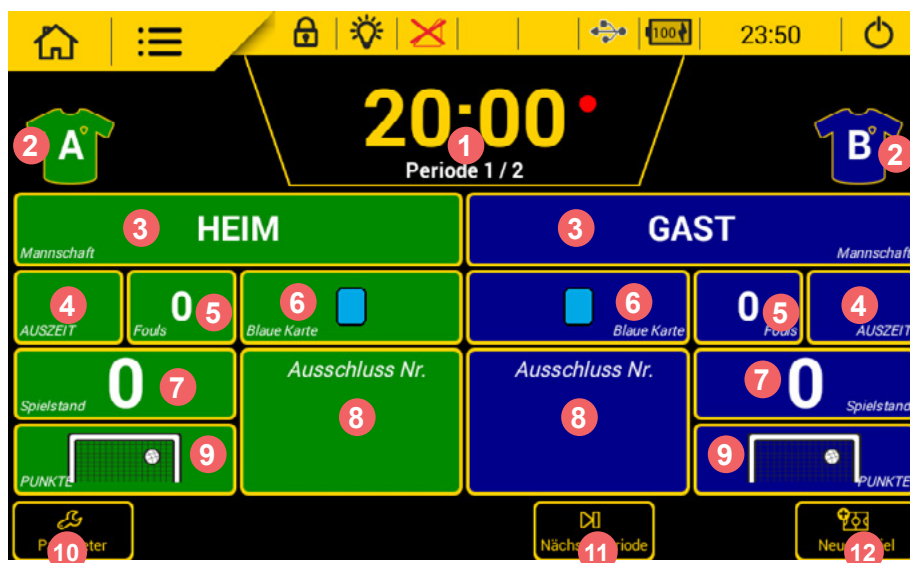 100 23:50
20:00
2 A B 2
1
Periode 1 / 2
3 HEIM 3 GAST
Mannschaft Mannschaft
4 0 5 6 6 0 5 4
AUSZEIT Fouls Blaue Karte Blaue Karte Fouls AUSZEIT
0 7 Ausschluss Nr. Ausschluss Nr. 7 0
Spielstand 8 8 Spielstand
9 9
PUNKTE PUNKTE
10 11 12